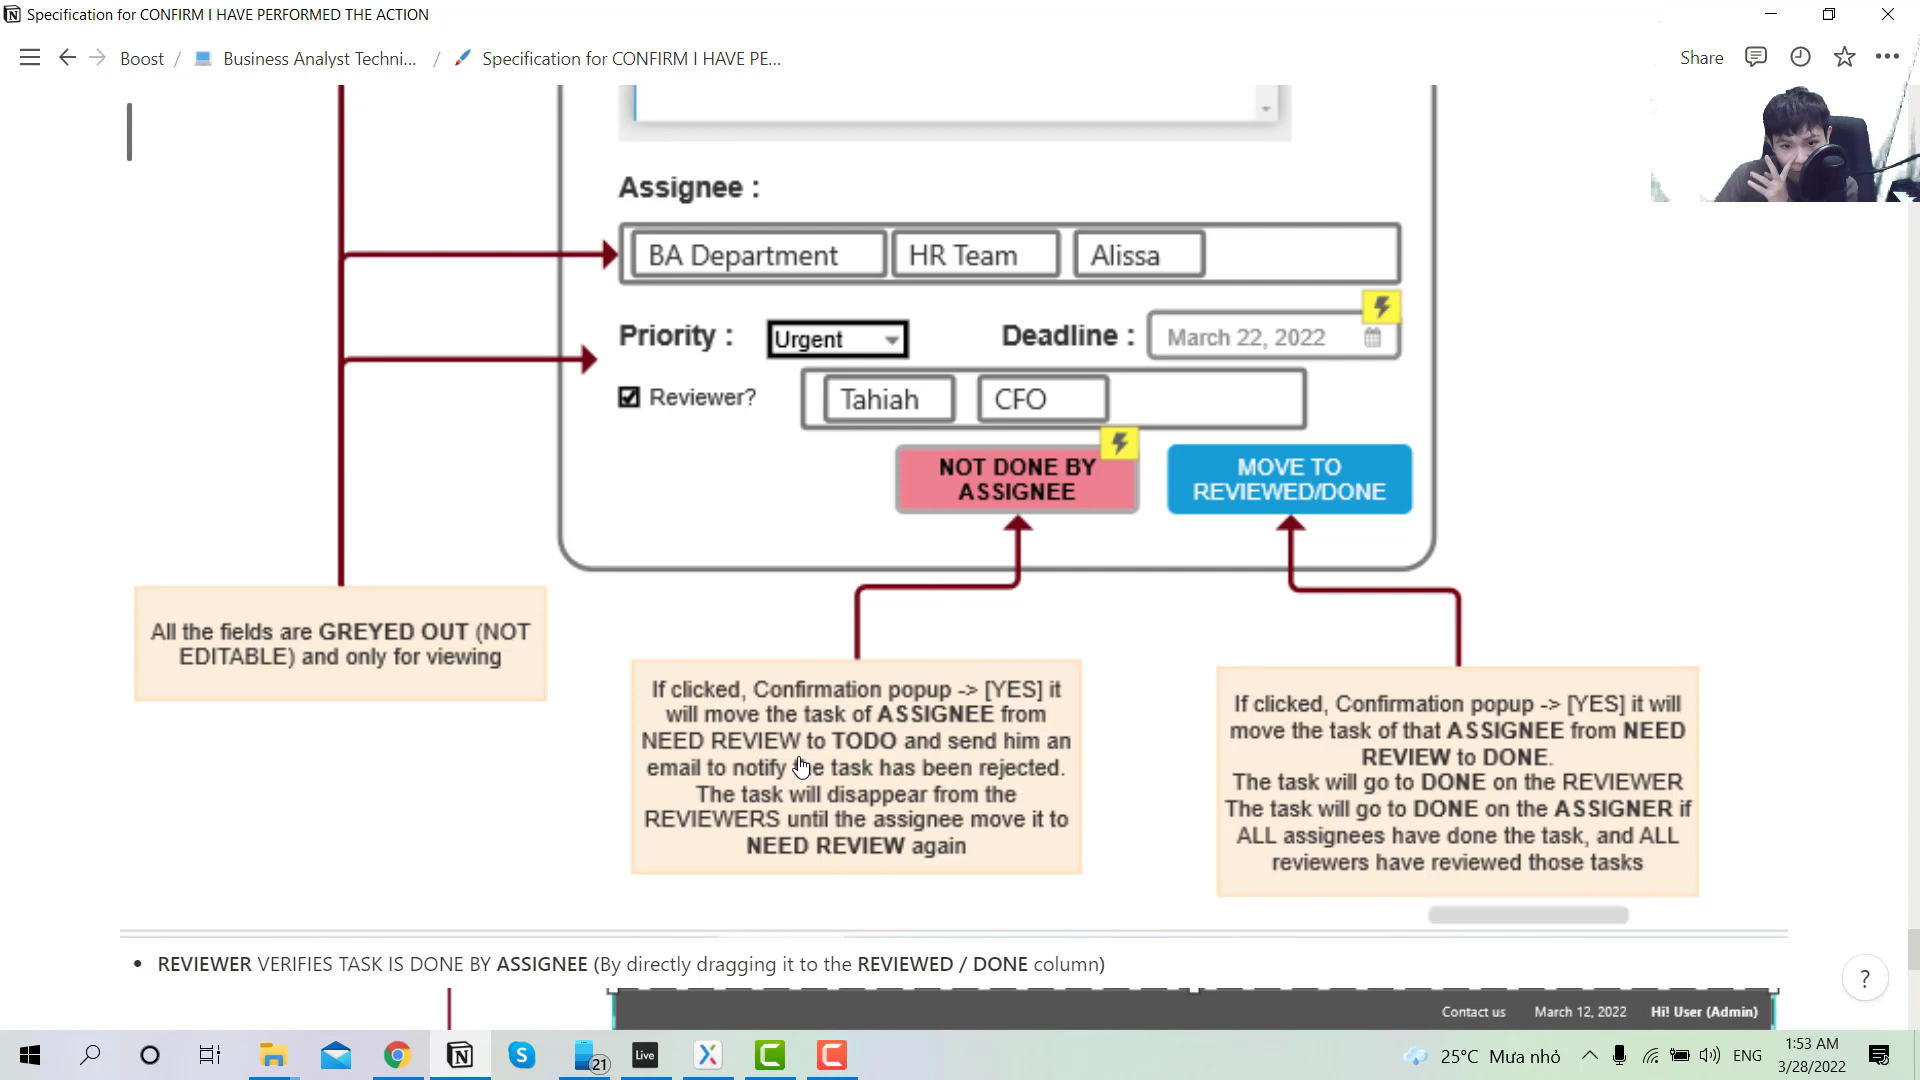 Specification for CONFIRM I HAVE PERFORMED THE ACTION
Boost / Business Analyst Techni... / Specification for CONFIRM I HAVE PE...
Share
Assignee :
BA Department
HR Team
Alissa
Priority :
Urgent
Deadline :
March 22, 2022
Reviewer?
Tahiah
CFO
NOT DONE BY
ASSIGNEE
MOVE TO
REVIEWED/DONE
All the fields are GREYED OUT (NOT
EDITABLE) and only for viewing
If clicked, Confirmation popup -> [YES] it
will move the task of ASSIGNEE from
NEED REVIEW to TODO and send him an
email to notify the task has been rejected.
The task will disappear from the
REVIEWERS until the assignee move it to
NEED REVIEW again
If clicked, Confirmation popup -> [YES] it will
move the task of that ASSIGNEE from NEED
REVIEW to DONE.
The task will go to DONE on the REVIEWER
The task will go to DONE on the ASSIGNER if
ALL assignees have done the task, and ALL
reviewers have reviewed those tasks
• REVIEWER VERIFIES TASK IS DONE BY ASSIGNEE (By directly dragging it to the REVIEWED / DONE column)
?
Contact us
March 12, 2022
Hi! User (Admin)
21
Live
25°C Mưa nhỏ
ENG
1:53 AM
3/28/2022